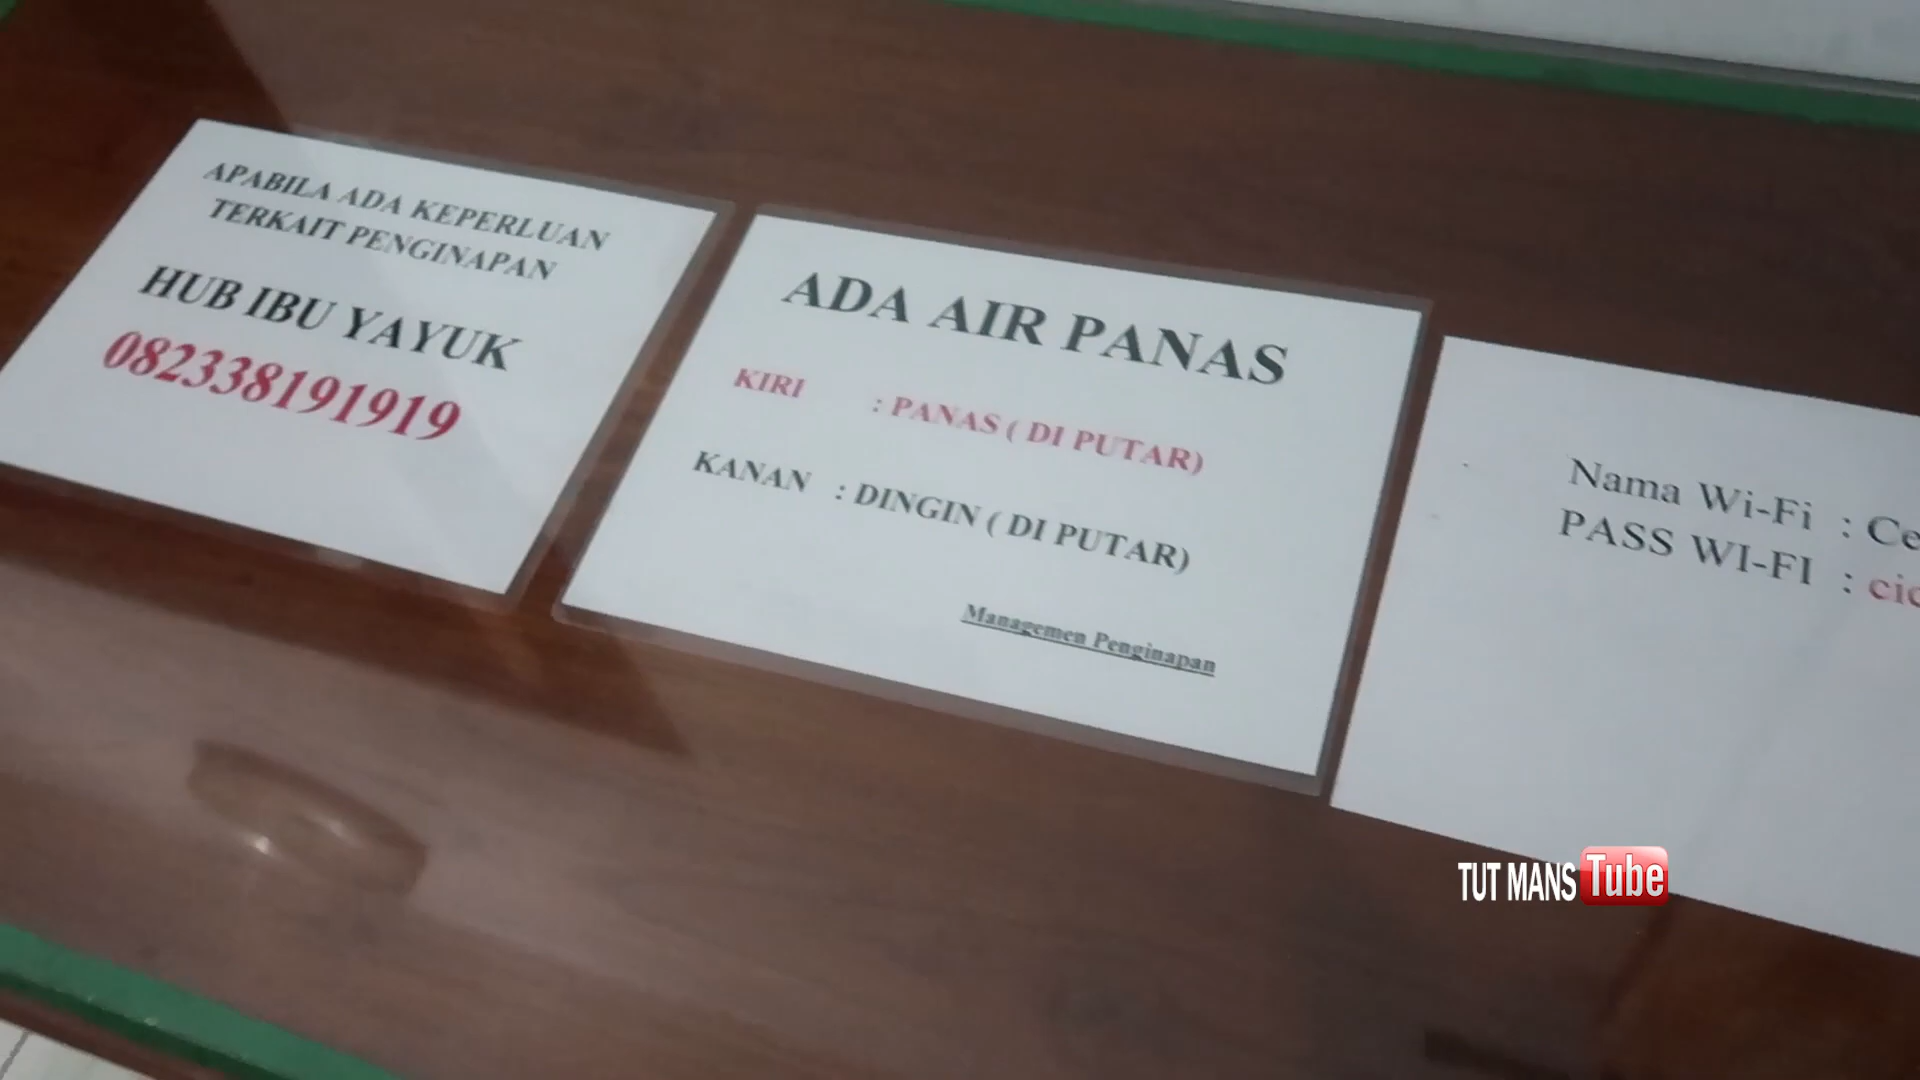 APABILA ADA KEPERLUAN
TERKAIT PENGINAPAN
HUB IBU YAYUK
082338191919
ADA AIR PANAS
KIRI : PANAS ( DI PUTAR)
KANAN : DINGIN ( DI PUTAR)
Managemen Penginapan
Nama Wi-Fi :
PASS WI-FI :
TUT MANS Tube